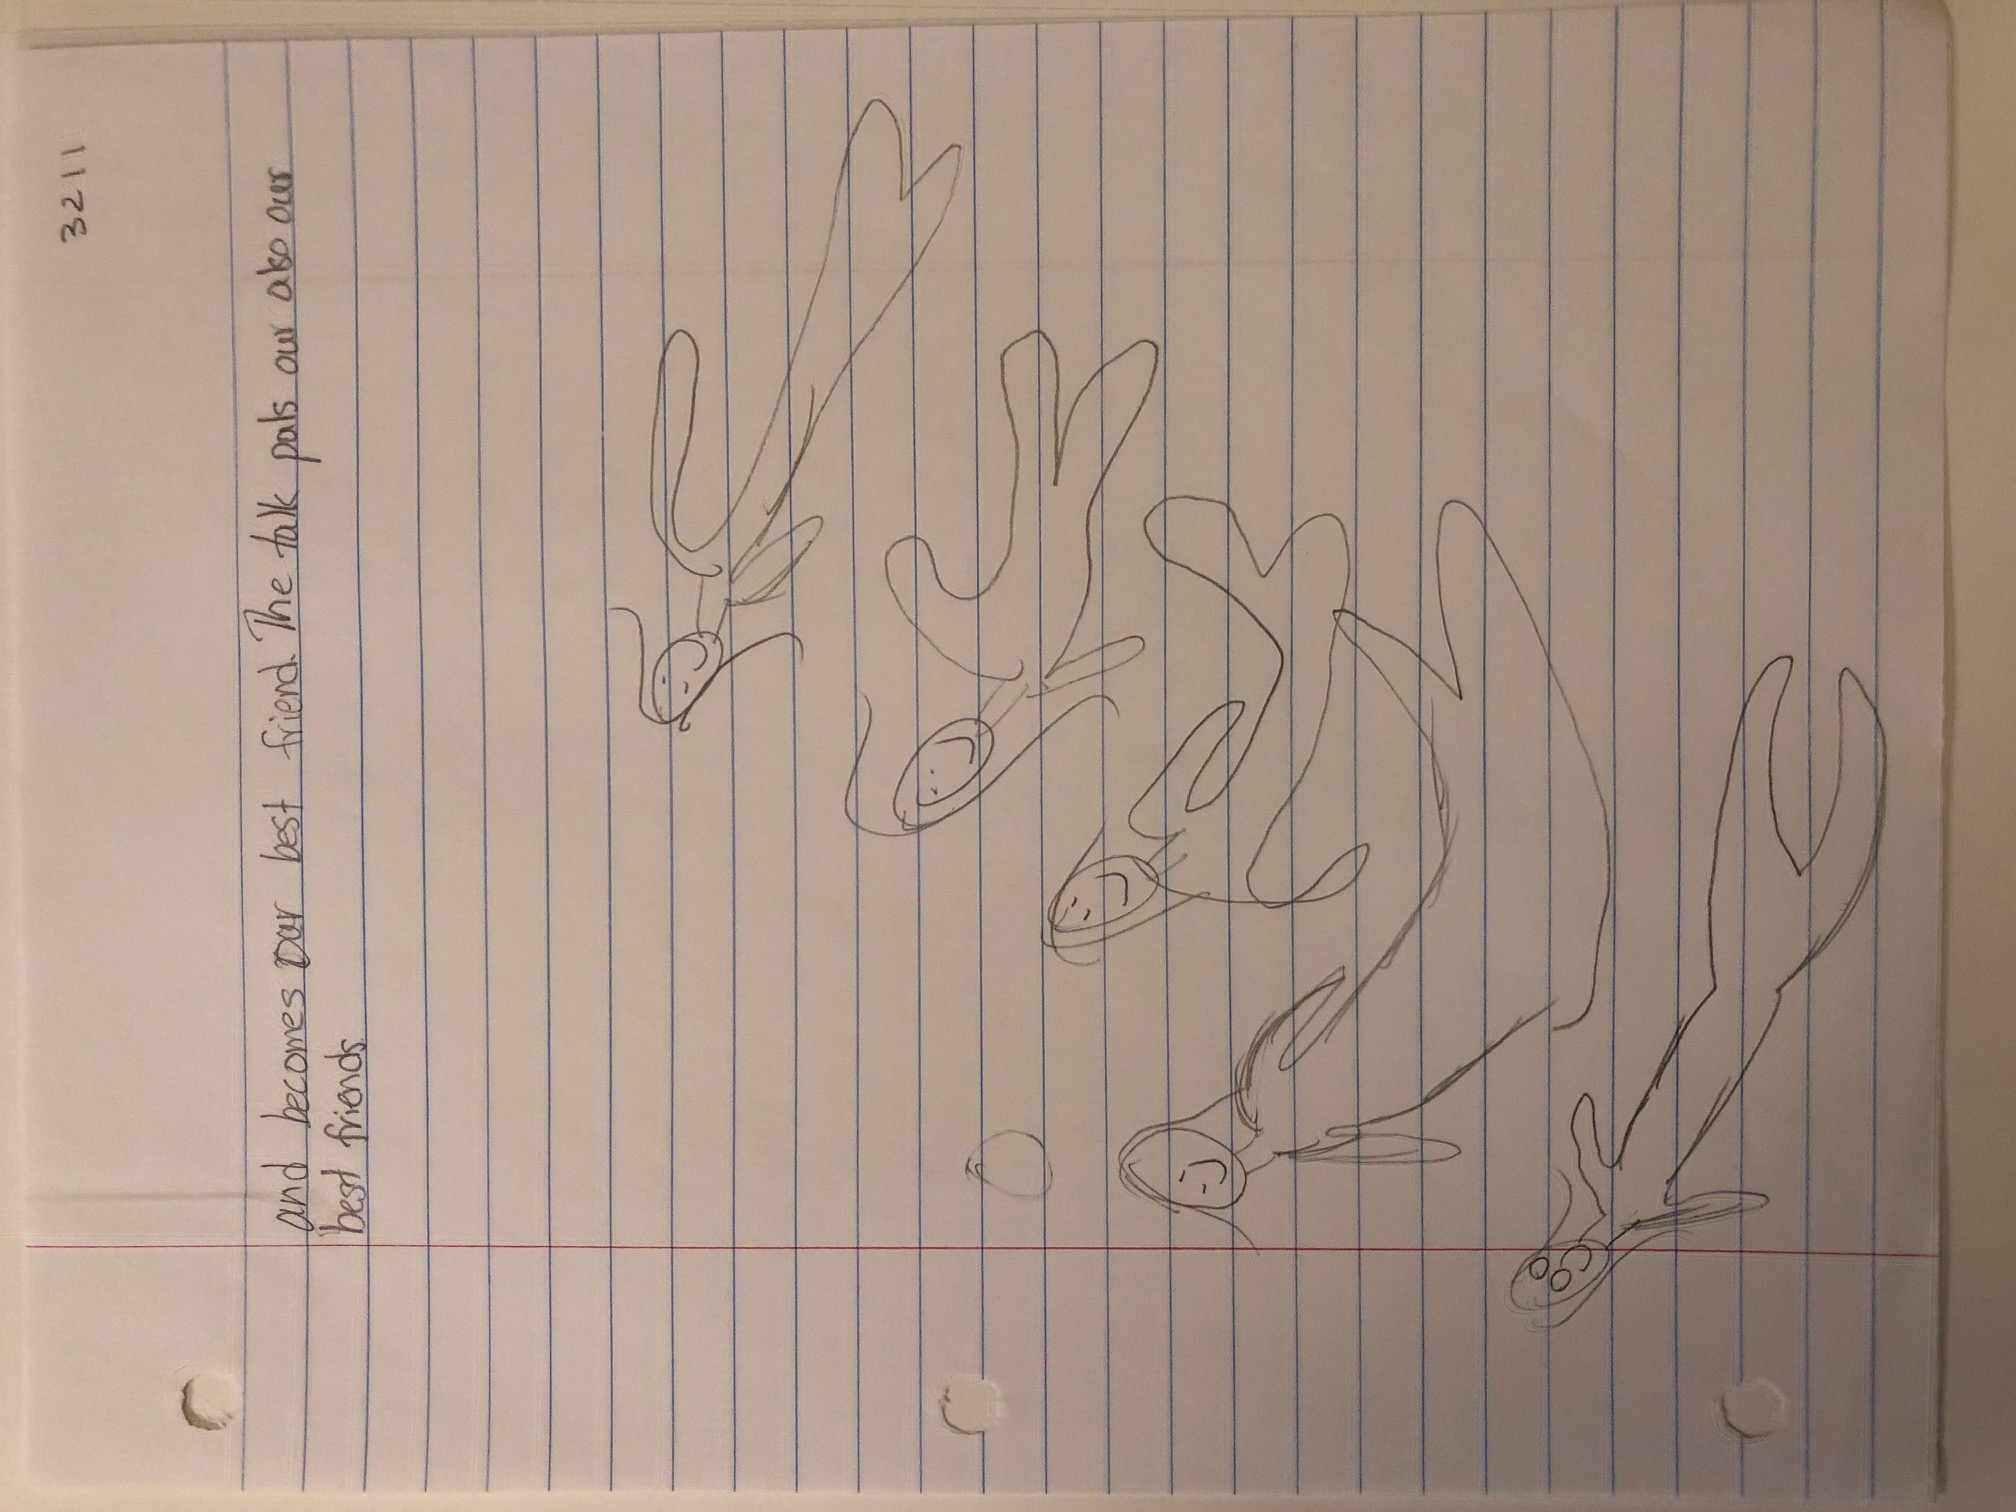 3211
and becomes our best friend. The talk pals our also our
best friends